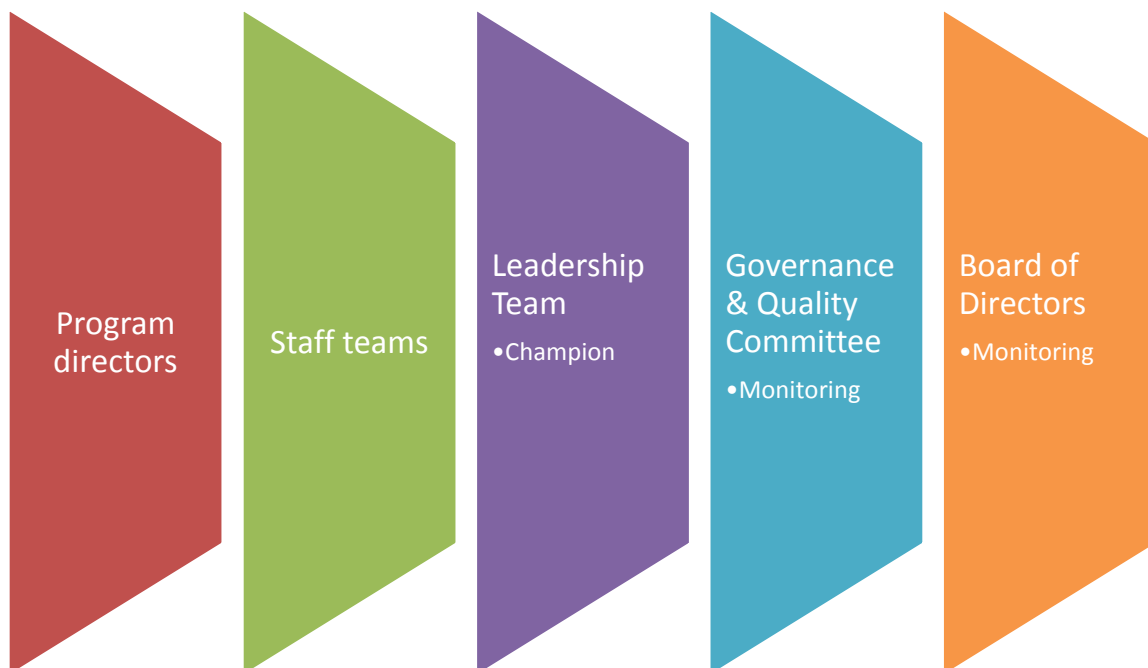 Program
directors
Staff teams
Leadership
Team
•Champion
Governance
& Quality
Committee
•Monitoring
Board of
Directors
•Monitoring